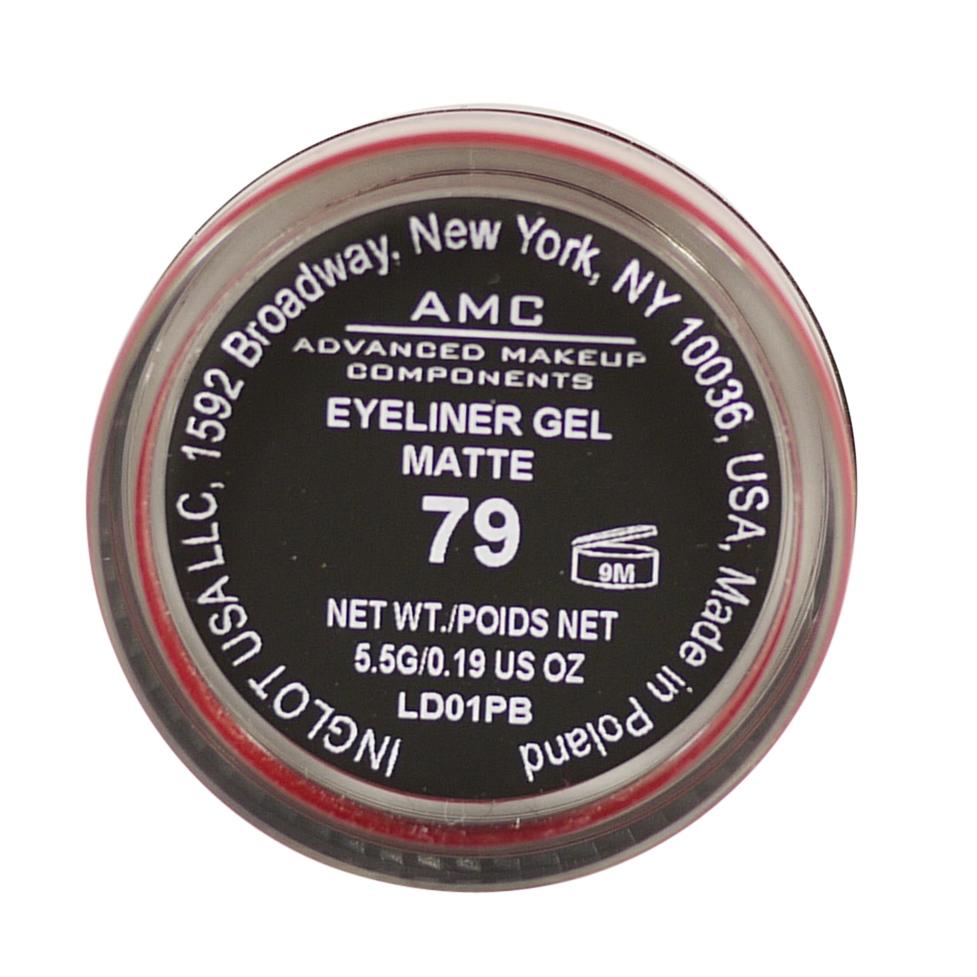 INGLOT USA LLC, 1592 Broadway, New York, NY 10036, USA, Made in Poland
AMC
ADVANCED MAKEUP
COMPONENTS
EYELINER GEL
MATTE
79
9M
NET WT./POIDS NET
5.5G/0.19 US OZ
LD01PB